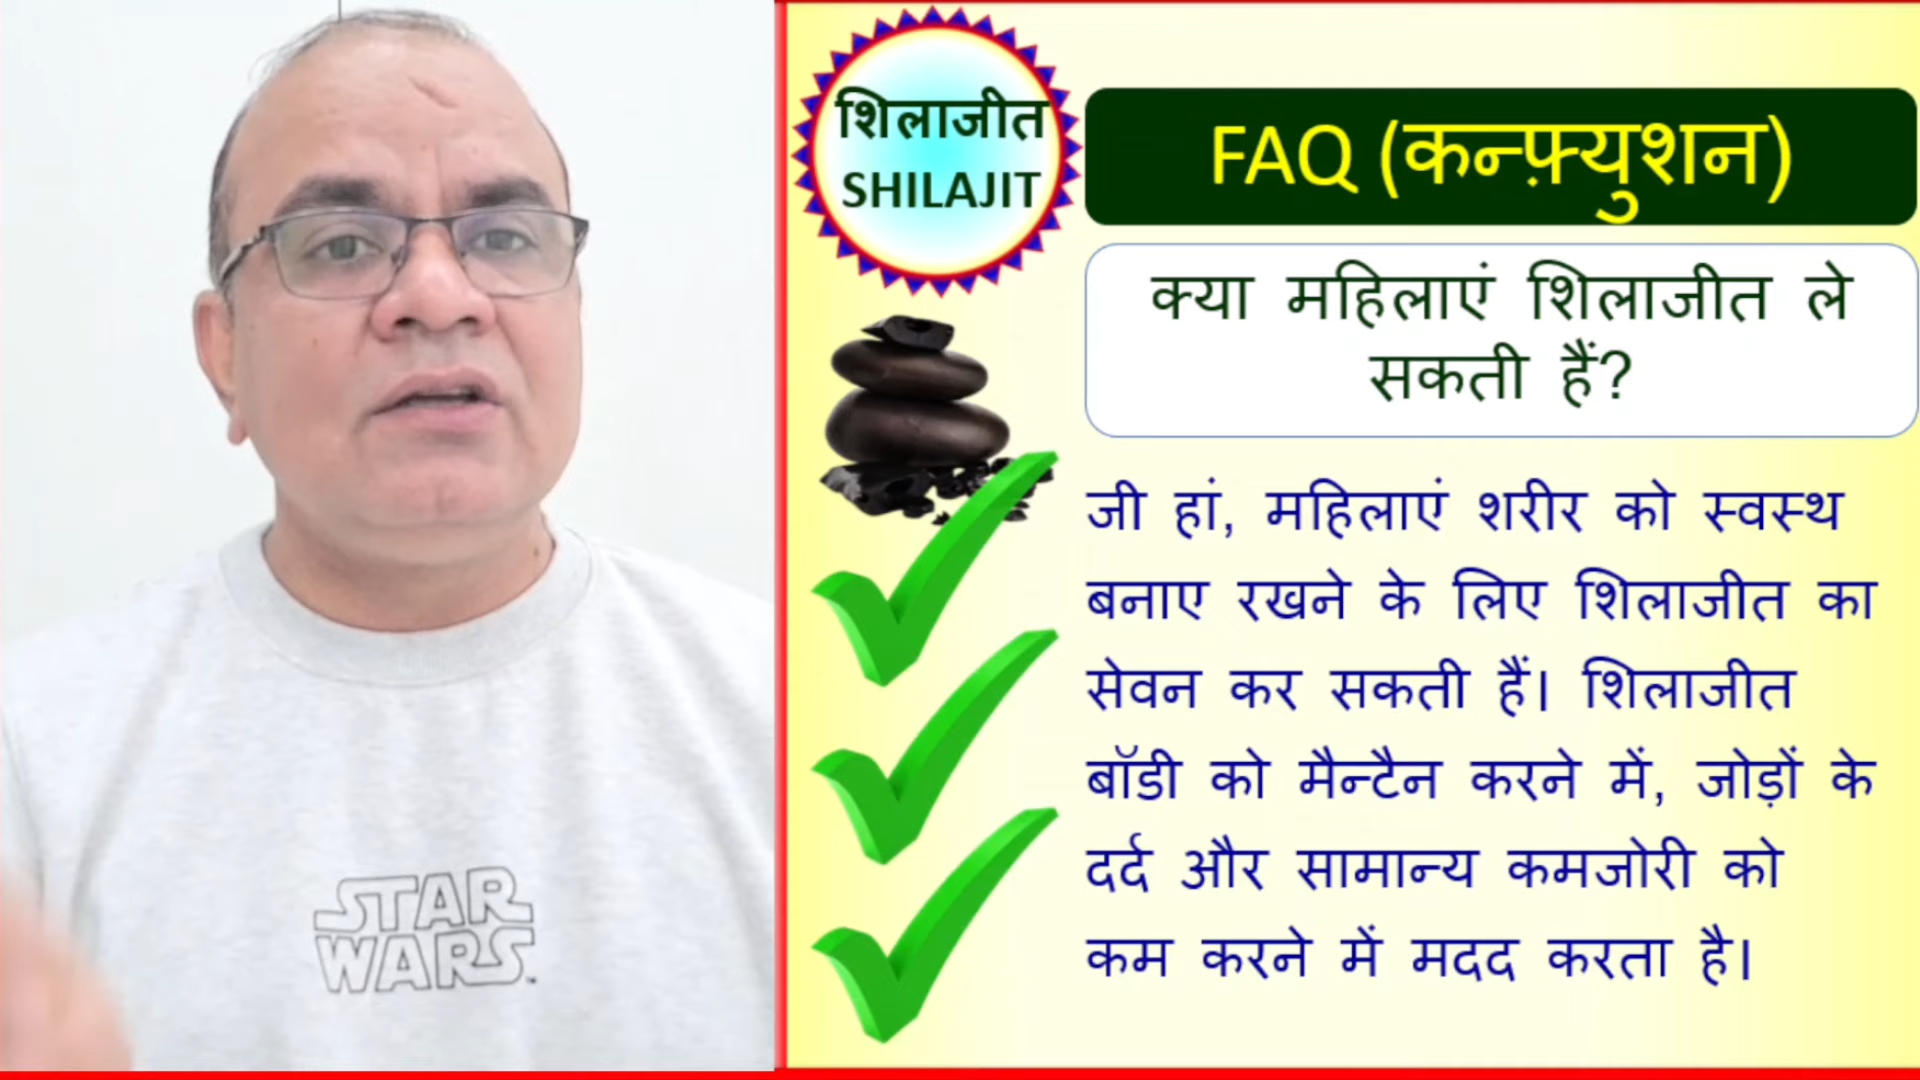 शिलाजीत
SHILAJIT
FAQ (कन्फ़्युशन)
क्या महिलाएं शिलाजीत ले
सकती हैं?
जी हां, महिलाएं शरीर को स्वस्थ
बनाए रखने के लिए शिलाजीत का
सेवन कर सकती हैं। शिलाजीत
बॉडी को मैन्टैन करने में, जोड़ों के
दर्द और सामान्य कमजोरी को
कम करने में मदद करता है।
STAR
WARS.